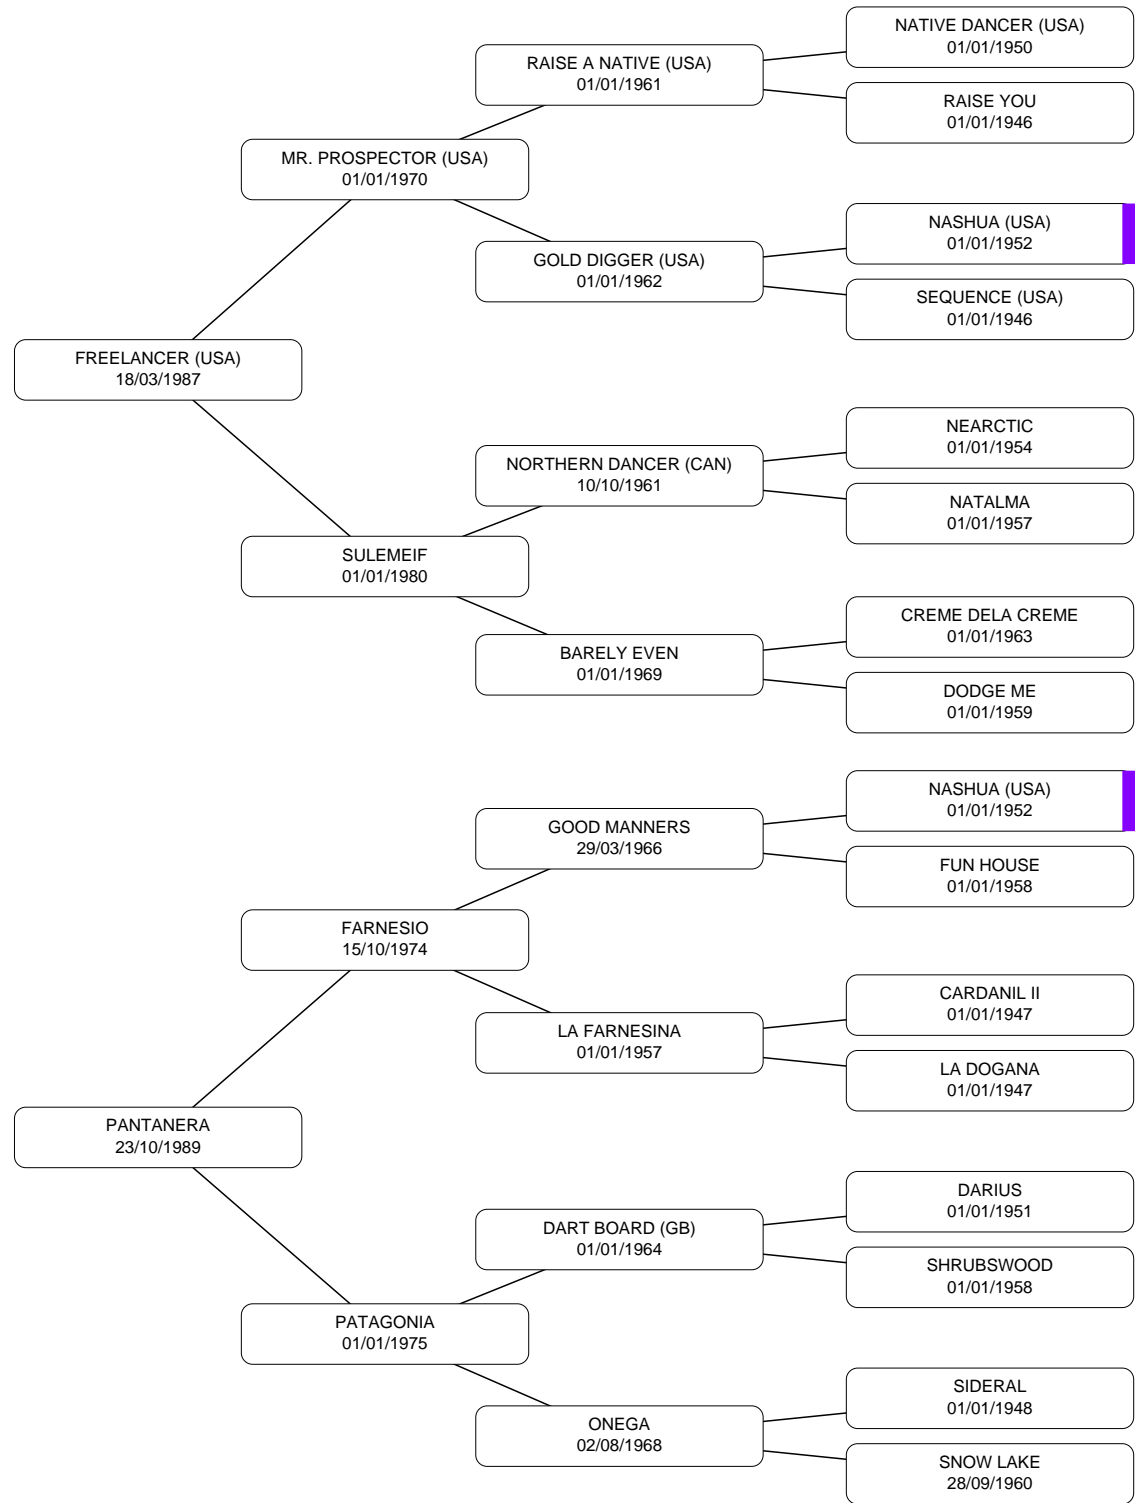 NATIVE DANCER (USA)
01/01/1950
RAISE A NATIVE (USA)
01/01/1961
RAISE YOU
01/01/1946
MR. PROSPECTOR (USA)
01/01/1970
NASHUA (USA)
01/01/1952
GOLD DIGGER (USA)
01/01/1962
SEQUENCE (USA)
01/01/1946
FREELANCER (USA)
18/03/1987
NEARCTIC
01/01/1954
NORTHERN DANCER (CAN)
10/10/1961
NATALMA
01/01/1957
SULEMEIF
01/01/1980
CREME DELA CREME
01/01/1963
BARELY EVEN
01/01/1969
DODGE ME
01/01/1959
NASHUA (USA)
01/01/1952
GOOD MANNERS
29/03/1966
FUN HOUSE
01/01/1958
FARNESIO
15/10/1974
CARDANIL II
01/01/1947
LA FARNESINA
01/01/1957
LA DOGANA
01/01/1947
PANTANERA
23/10/1989
DARIUS
01/01/1951
DART BOARD (GB)
01/01/1964
SHRUBSWOOD
01/01/1958
PATAGONIA
01/01/1975
SIDERAL
01/01/1948
ONEGA
02/08/1968
SNOW LAKE
28/09/1960